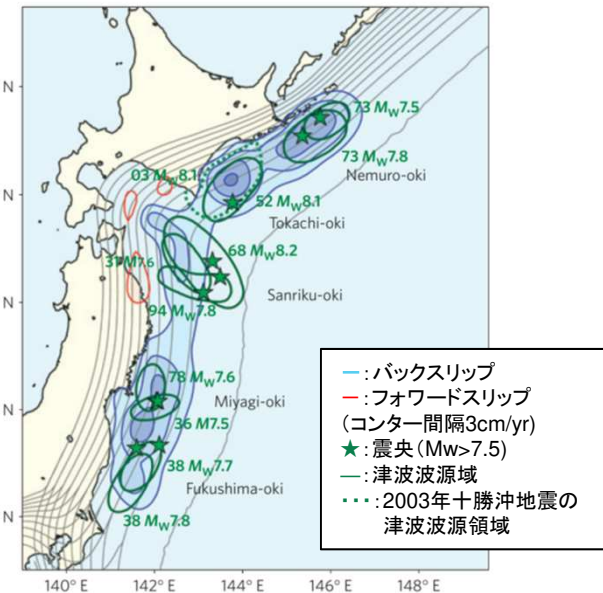 N
73 Mw7.5
73 Mw7.8
03 Mw8.1
Nemuro-oki
N
52 Mw8.1
Tokachi-oki
68 Mw8.2
31 M7.6
Sanriku-oki
N
94 Mw7.8
78 Mw7.6
Miyagi-oki
N
36 M7.5
38 Mw7.7
Fukushima-oki
N
38 Mw7.8
140° E
142° E
144° E
146° E
148° E
ー:バックスリップ
ー:フォワードスリップ
(コンター間隔3cm/yr)
★:震央(Mw>7.5)
ー:津波波源域
・・・:2003年十勝沖地震の
津波波源領域